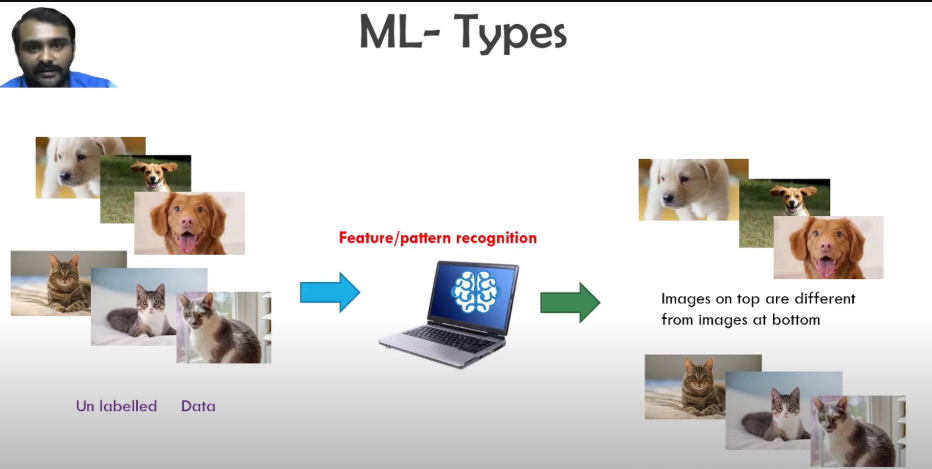 ML- Types
Feature/pattern recognition
Images on top are different
from images at bottom
Un labelled Data